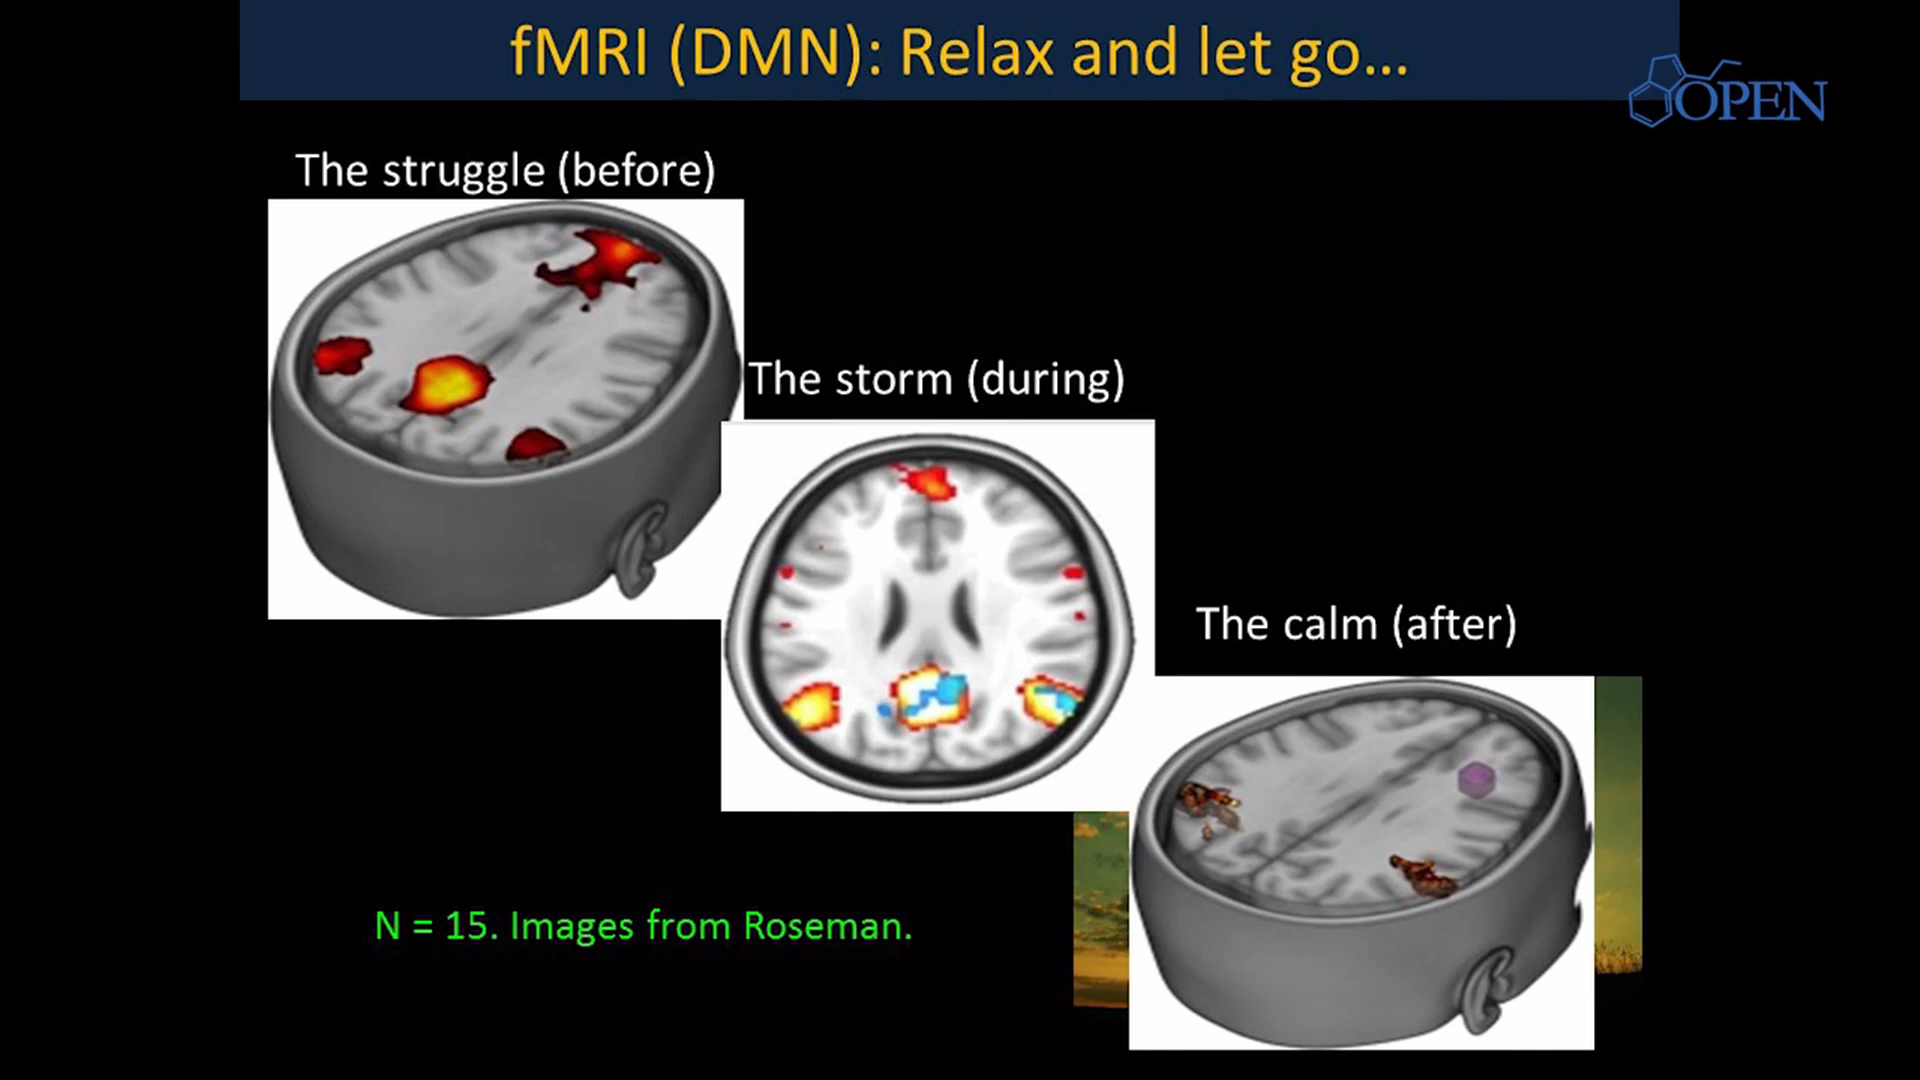 fMRI (DMN): Relax and let go...
OPEN
The struggle (before)
The storm (during)
The calm (after)
N = 15. Images from Roseman.